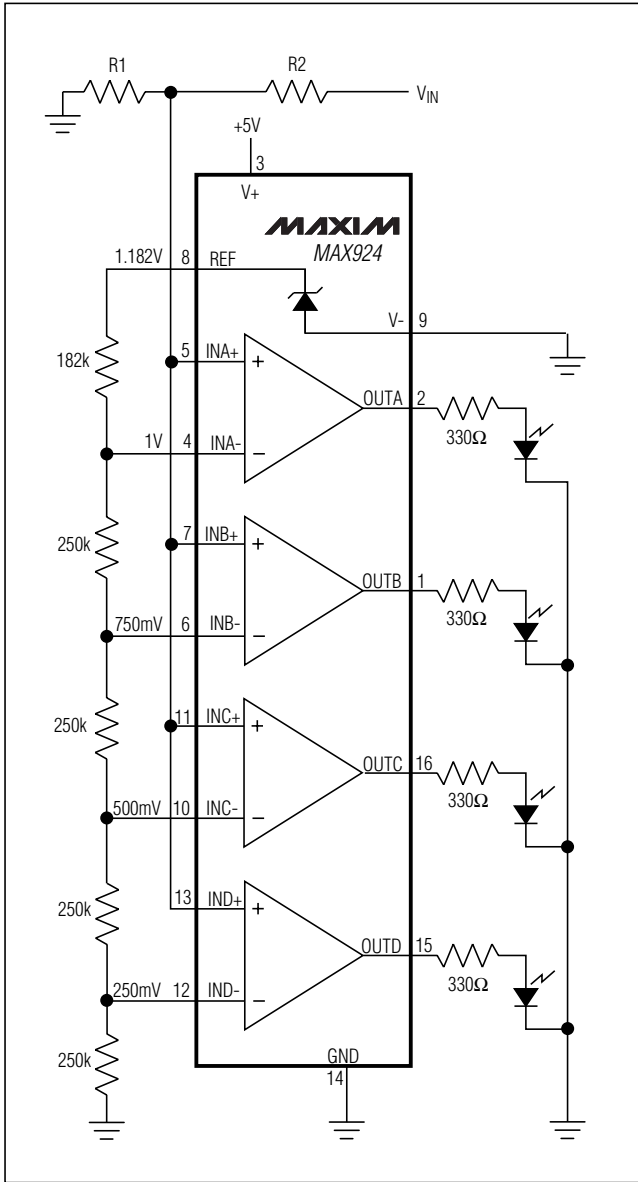 R1
R2
VIN
+5V
3
V+
MAXIM
MAX924
1.182V
8
REF
V-
9
182k
5
INA+
+
OUTA
2
330Ω
1V
4
INA-
−
250k
7
INB+
+
OUTB
1
330Ω
750mV
6
INB-
−
250k
11
INC+
+
OUTC
16
330Ω
500mV
10
INC-
−
250k
13
IND+
+
OUTD
15
330Ω
250mV
12
IND-
−
250k
GND
14